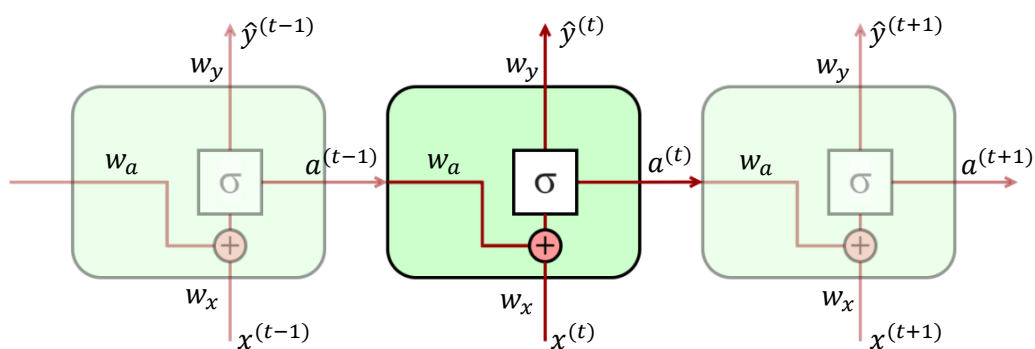 ŷ^(t-1) ŷ^(t) ŷ^(t+1)
w_y w_y w_y
w_a σ a^(t-1) w_a σ a^(t) w_a σ a^(t+1)
+ + +
w_x w_x w_x
x^(t-1) x^(t) x^(t+1)